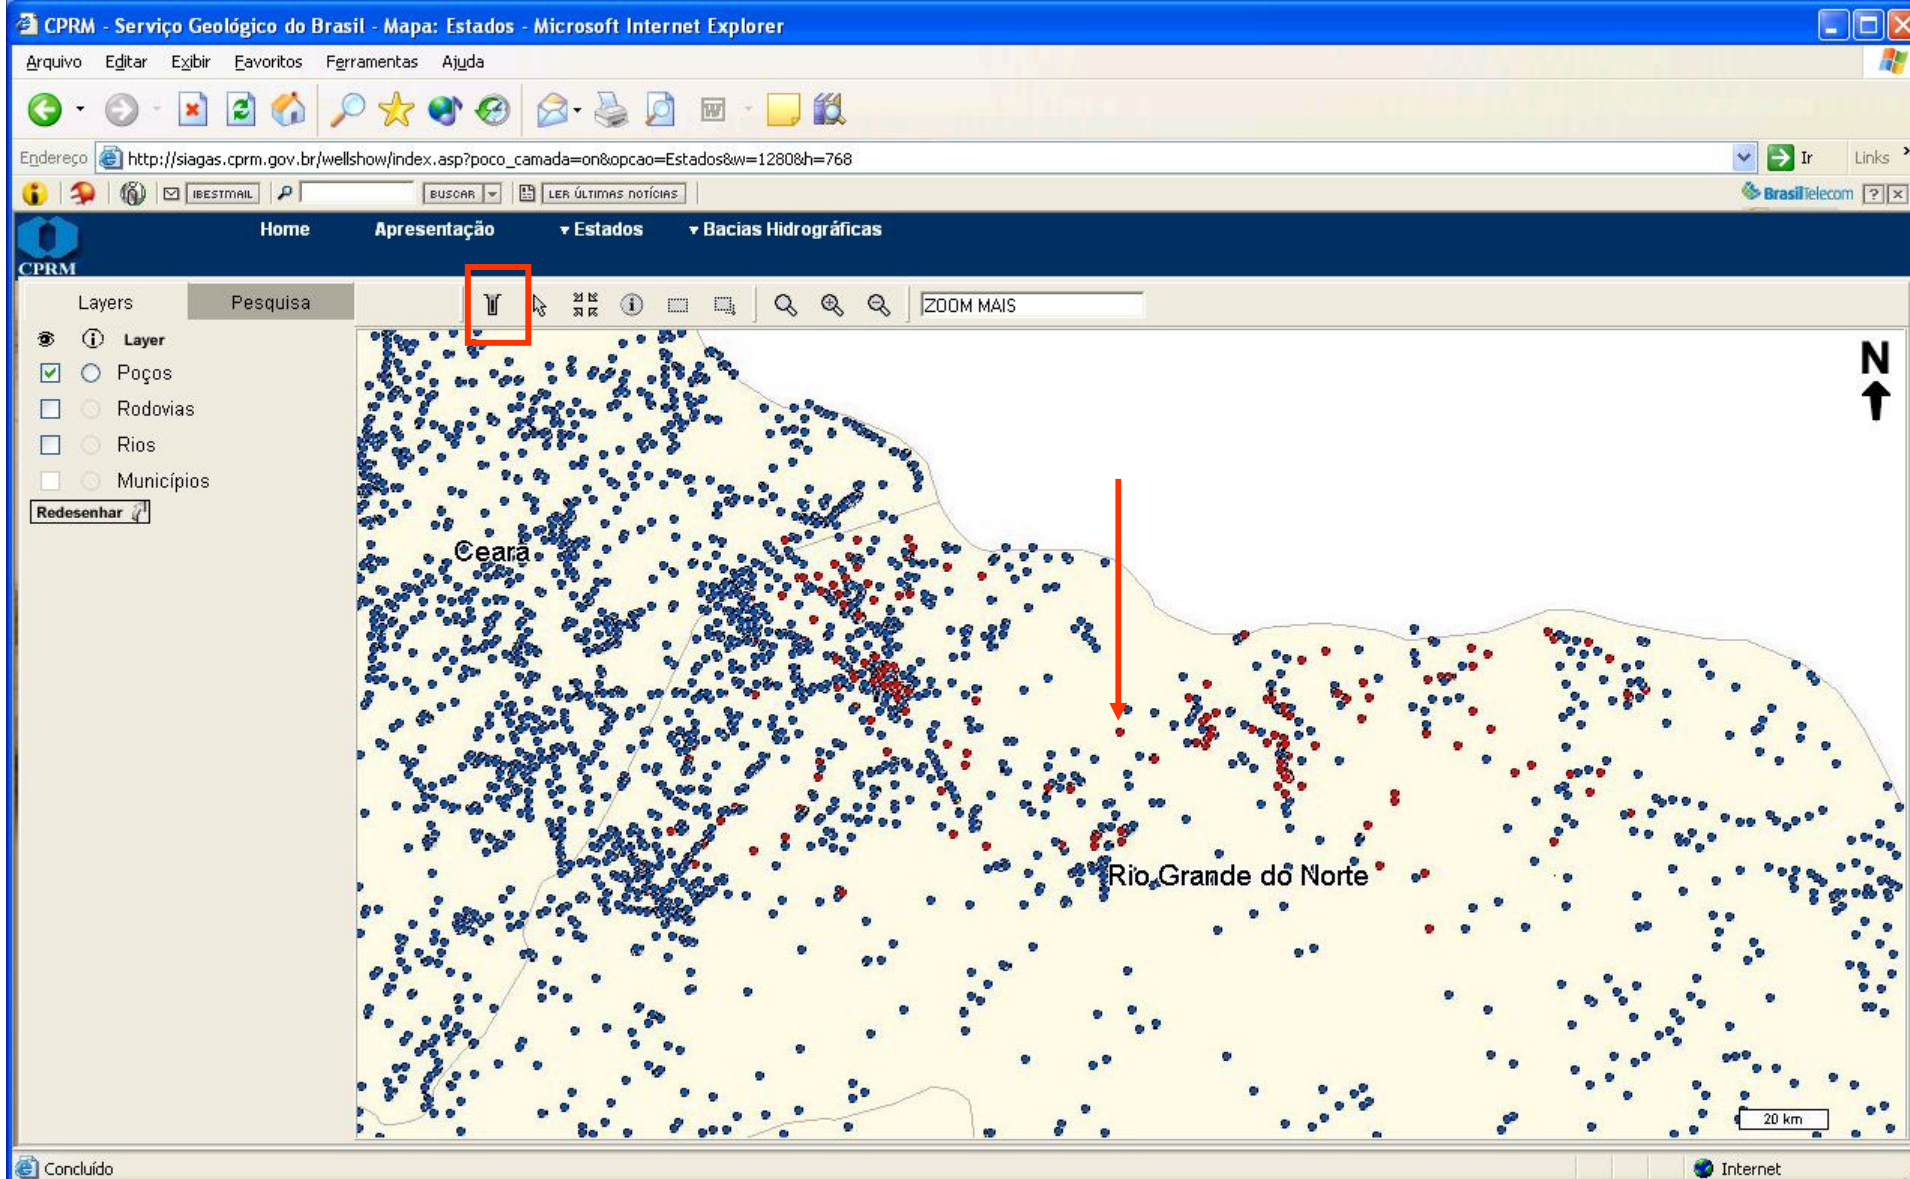 CPRM - Serviço Geológico do Brasil - Mapa: Estados - Microsoft Internet Explorer
Arquivo Editar Exibir Favoritos Ferramentas Ajuda
Endereço http://siagas.cprm.gov.br/wellshow/index.asp?poco_camada=on&opcao=Estados&w=1280&h=768 Ir Links
IBESTMAIL BUSCAR LER ÚLTIMAS NOTÍCIAS BrasilTelecom
Home Apresentação Estados Bacias Hidrográficas
CPRM
Layers Pesquisa ZOOM MAIS
Layer
Poços
Rodovias
Rios
Municípios
Redesenhar
N
Ceará
Rio Grande do Norte
20 km
Concluído Internet